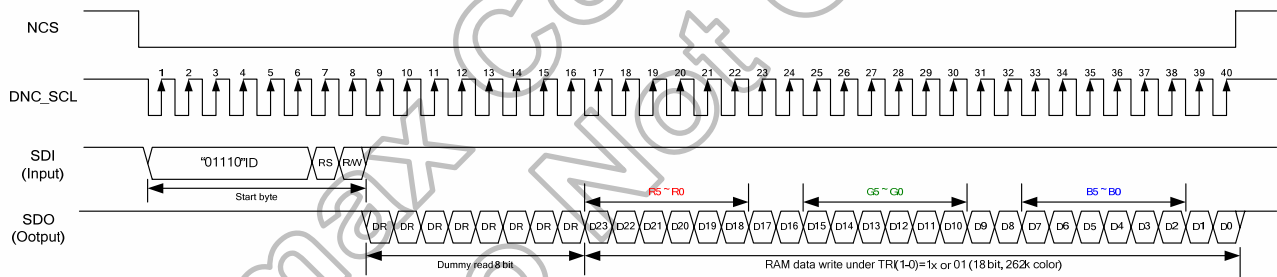 NCS
DNC_SCL
1 2 3 4 5 6 7 8 9 10 11 12 13 14 15 16 17 18 19 20 21 22 23 24 25 26 27 28 29 30 31 32 33 34 35 36 37 38 39 40
SDI
(Input)
"01110"ID RS R/W
Start byte
R5~R0 G5~G0 B5~B0
SDO
(Ootput)
DR DR DR DR DR DR DR DR D23 D22 D21 D20 D19 D18 D17 D16 D15 D14 D13 D12 D11 D10 D9 D8 D7 D6 D5 D4 D3 D2 D1 D0
Dummy read 8 bit
RAM data write under TRI(1-0)=1x or 01 (18 bit, 262k color)
max
Not